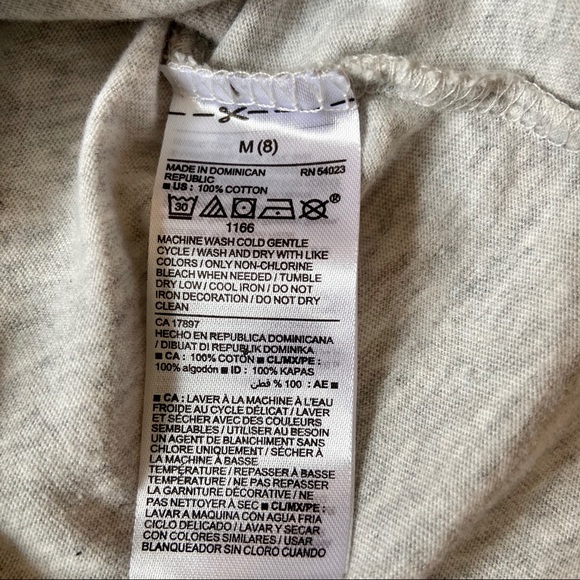 M (8)
MADE IN DOMINICAN REPUBLIC RN 54023
■ US : 100% COTTON
30
®
1166
MACHINE WASH COLD GENTLE
CYCLE / WASH AND DRY WITH LIKE
COLORS / ONLY NON-CHLORINE
BLEACH WHEN NEEDED / TUMBLE
DRY LOW / COOL IRON / DO NOT
IRON DECORATION / DO NOT DRY
CLEAN
CA 17897
HECHO EN REPUBLICA DOMINICANA
/ DIBUAT DI REPUBLIK DOMINIKA
■ CA : 100% COTON ■ CL/MX/PE :
100% algodón ■ ID : 100% KAPAS
■ AE : 100 % قطن
■ CA : LAVER À LA MACHINE À L'EAU
FROIDE AU CYCLE DÉLICAT / LAVER
ET SÉCHER AVEC DES COULEURS
SEMBLABLES / UTILISER AU BESOIN
UN AGENT DE BLANCHIMENT SANS
CHLORE UNIQUEMENT / SÉCHER À
LA MACHINE À BASSE
TEMPÉRATURE / REPASSER À BASSE
TEMPÉRATURE / NE PAS REPASSER
LA GARNITURE DÉCORATIVE / NE
PAS NETTOYER À SEC ■ CL/MX/PE :
LAVAR A MAQUINA CON AGUA FRIA
CICLO DELICADO / LAVAR Y SECAR
CON COLORES SIMILARES / USAR
BLANQUEADOR SIN CLORO CUANDO